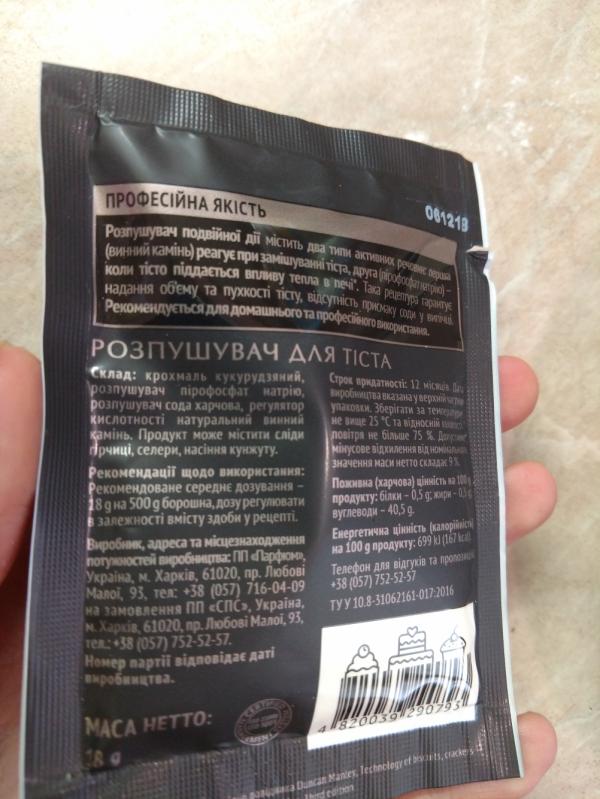 ПРОФЕСІЙНА ЯКІСТЬ
Розпушувач подвійної дії містить два типи активних речовин: перша
(винний камінь) реагує при замішуванні тіста, друга (пірофосфат натрію) –
коли тісто піддається впливу тепла в печі*. Така рецептура гарантує
надання об'єму та пухкості тісту, відсутність присмаку соди у випічці.
Рекомендується для домашнього та професійного використання.
РОЗПУШУВАЧ ДЛЯ ТІСТА
Склад: крохмаль кукурудзяний,
розпушувач пірофосфат натрію,
розпушувач сода харчова, регулятор
кислотності натуральний винний
камінь. Продукт може містити сліди
гірчиці, селери, насіння кунжуту.
Рекомендації щодо використання:
Рекомендоване середнє дозування –
18 g на 500 g борошна, дозу регулювати
в залежності вмісту здоби у рецепті.
Виробник, адреса та місцезнаходження
потужностей виробництва: ПП «Парфюм»,
Україна, м. Харків, 61020, пр. Любові
Малої, 93, тел: +38 (057) 716-04-09
на замовлення ПП «СПС», Україна,
м. Харків, 61020, пр. Любові Малої, 93,
тел.: +38 (057) 752-52-57.
Номер партії відповідає даті
виробництва.
МАСА НЕТТО:
18 g
Строк придатності: 12 місяців. Дата
виробництва вказана у верхній частині
упаковки. Зберігати за температури
не вище 25 °С та відносній вологості
повітря не більше 75 %. Допустиме
мінусове відхилення від номінального
значення маси нетто складає 9 %.
Поживна (харчова) цінність на 100 g
продукту: білки – 0,5 g; жири – 0,5 g;
вуглеводи – 40,5 g.
Енергетична цінність (калорійність)
на 100 g продукту: 699 kJ (167 kcal).
Телефон для відгуків та пропозицій
+38 (057) 752-52-57
ТУ У 10.8-31062161-017:2016
4 820039 290793
довідника Duncan Manley, Technology of biscuits, crackers
Third edition